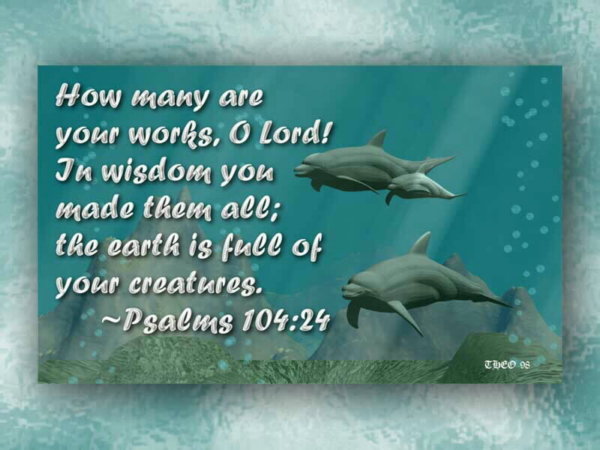 How many are
your works, O Lord!
In wisdom you
made them all;
the earth is full of
your creatures.
~Psalms 104:24
THEO 98